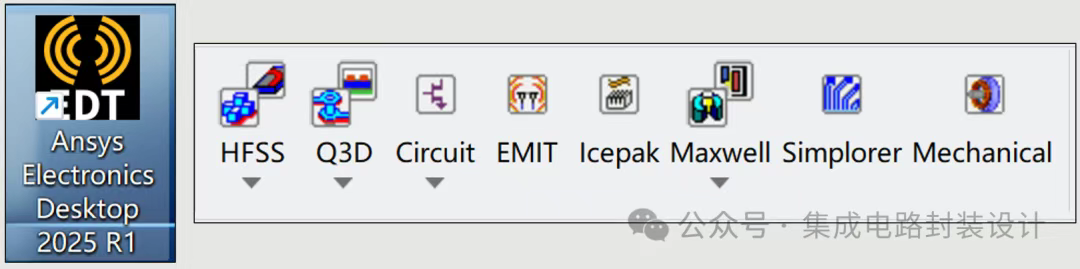 EDT
Ansys
Electronics
Desktop
2025 R1
HFSS Q3D Circuit EMIT Icepak Maxwell Simplorer Mechanical
公众号 · 集成电路封装设计